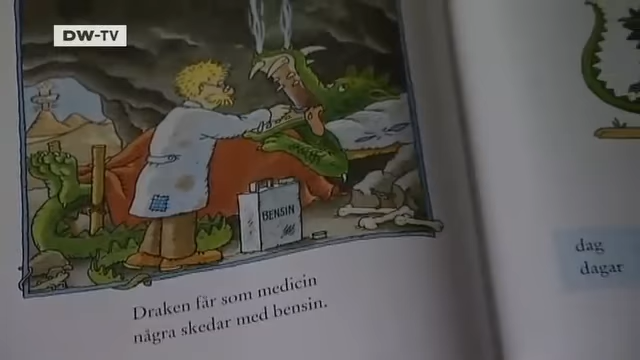 DW-TV
BENSIN
Draken får som medicin
några skedar med bensin.
dag
dagar